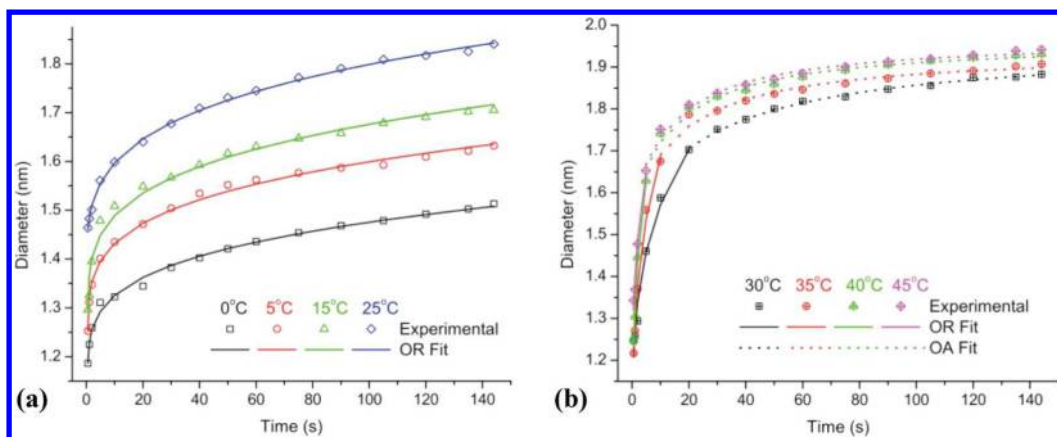 1.8
1.7
1.6
1.5
1.4
1.3
1.2
Diameter (nm)
0°C 5°C 15°C 25°C
Experimental
OR Fit
0 20 40 60 80 100 120 140
Time (s)
(a)
2.0
1.9
1.8
1.7
1.6
1.5
1.4
1.3
1.2
Diameter (nm)
30°C 35°C 40°C 45°C
Experimental
OR Fit
OA Fit
0 20 40 60 80 100 120 140
Time (s)
(b)